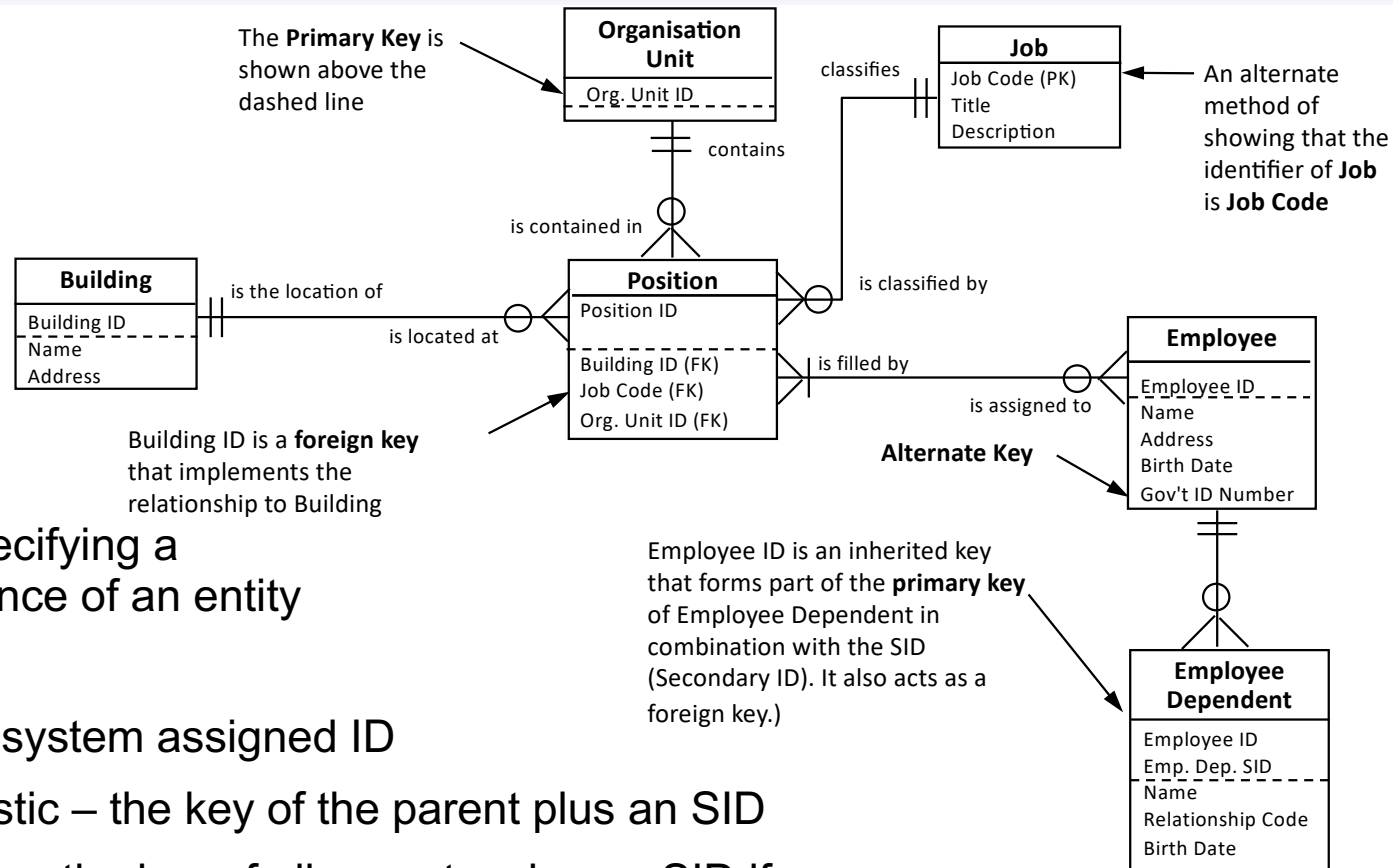 The Primary Key is
shown above the
dashed line
Organisation
Unit
Org. Unit ID
classifies
Job
Job Code (PK)
Title
Description
An alternate
method of
showing that the
identifier of Job
is Job Code
contains
is contained in
Building
Building ID
Name
Address
is the location of
is located at
Position
Position ID
Building ID (FK)
Job Code (FK)
Org. Unit ID (FK)
is classified by
is filled by
is assigned to
Employee
Employee ID
Name
Address
Birth Date
Gov't ID Number
Alternate Key
Building ID is a foreign key
that implements the
relationship to Building
Employee ID is an inherited key
that forms part of the primary key
of Employee Dependent in
combination with the SID
(Secondary ID). It also acts as a
foreign key.)
Employee
Dependent
Employee ID
Emp. Dep. SID
Name
Relationship Code
Birth Date
ecifying a
nce of an entity
system assigned ID
stic – the key of the parent plus an SID